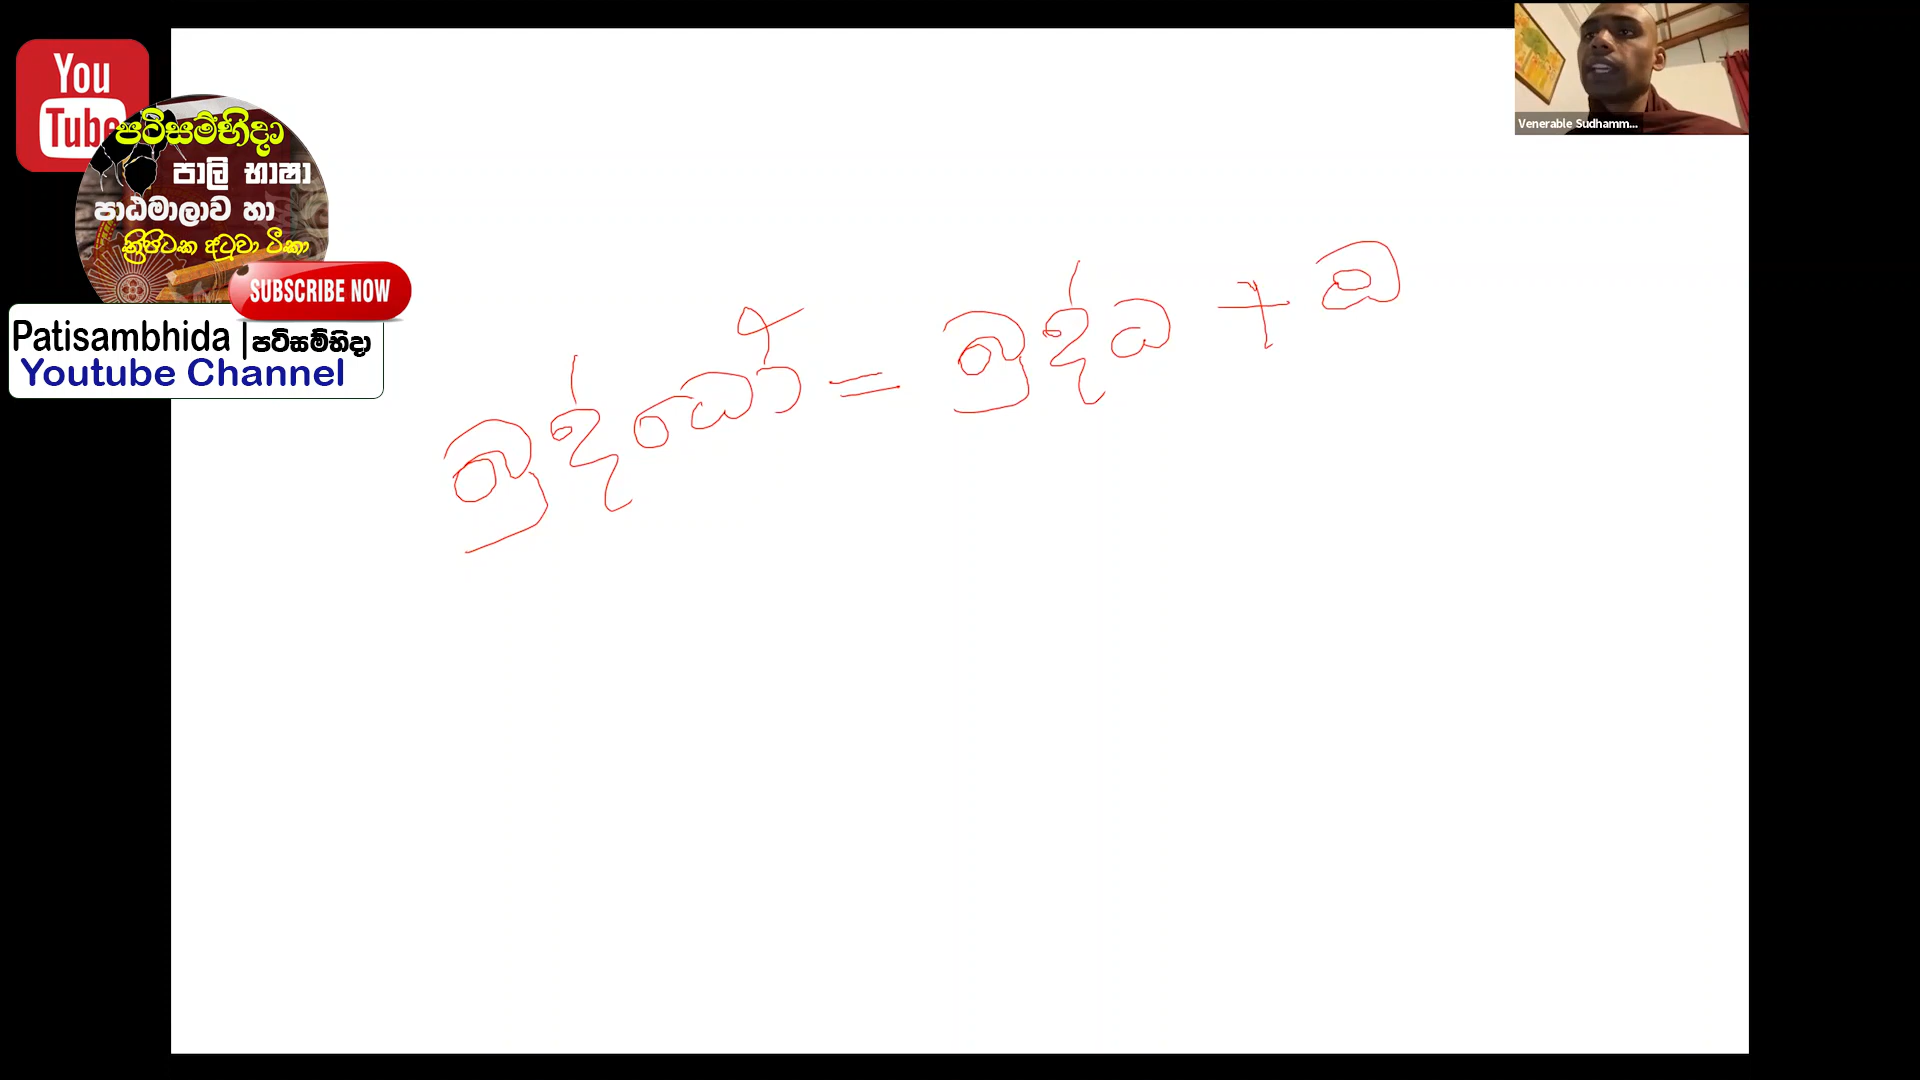 You
Tube
පටිසම්භිදා
පාලි භාෂා
පාඨමාලාව හා
ත්‍රිපිටක අටුවා ටීකා
SUBSCRIBE NOW
Patisambhida | පටිසම්භිදා
Youtube Channel
Venerable Sudhamm...
බුද්ධෝ = බුද්ධ + ඔ